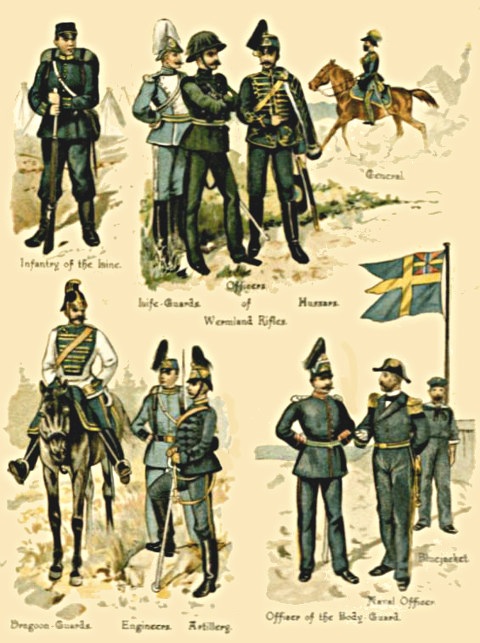 Infantry of the Line.
General.
Officers
Life-Guards. of Hussars.
Wermland Rifles.
Dragoon-Guards.
Engineers. Artillery.
Bluejacket.
Naval Officer.
Officer of the Body-Guard.